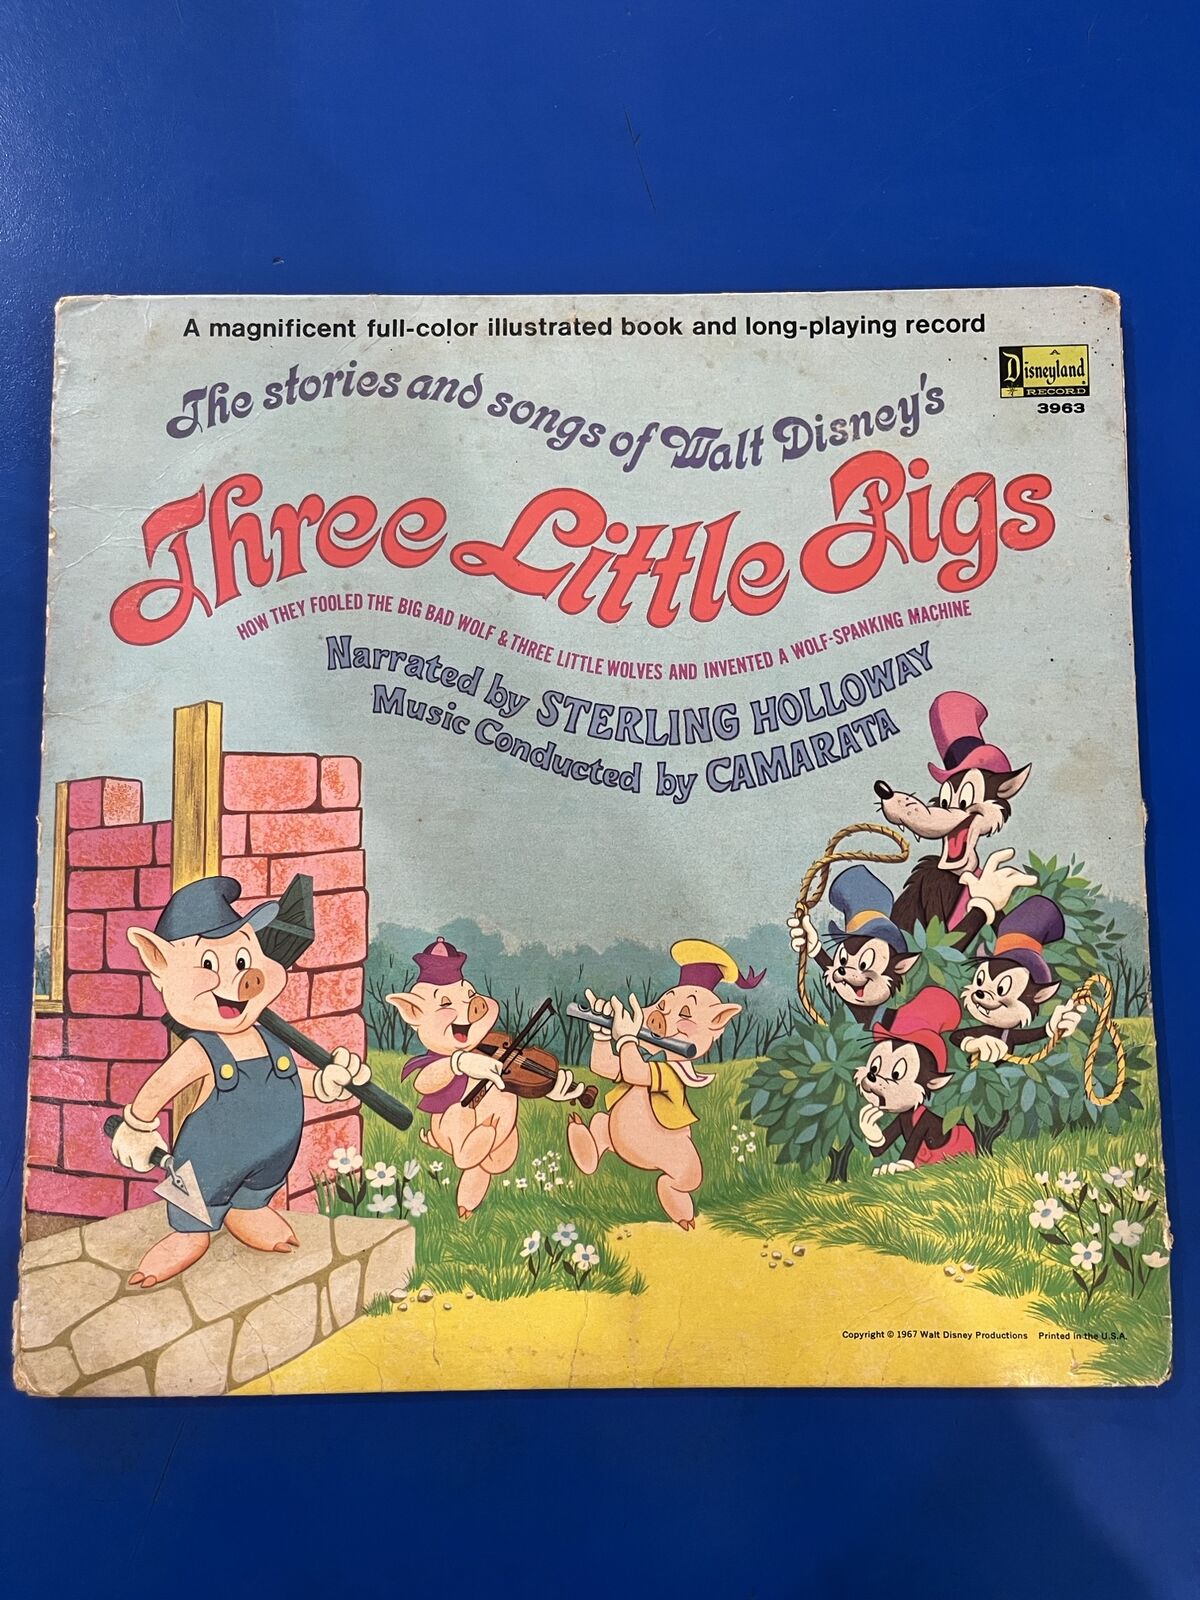 A magnificent full-color illustrated book and long-playing record
A
Disneyland
RECORD
3963
The stories and songs of Walt Disney's
Three Little Pigs
HOW THEY FOOLED THE BIG BAD WOLF & THREE LITTLE WOLVES AND INVENTED A WOLF-SPANKING MACHINE
Narrated by STERLING HOLLOWAY
Music Conducted by CAMARATA
Copyright © 1967 Walt Disney Productions Printed in the U.S.A.